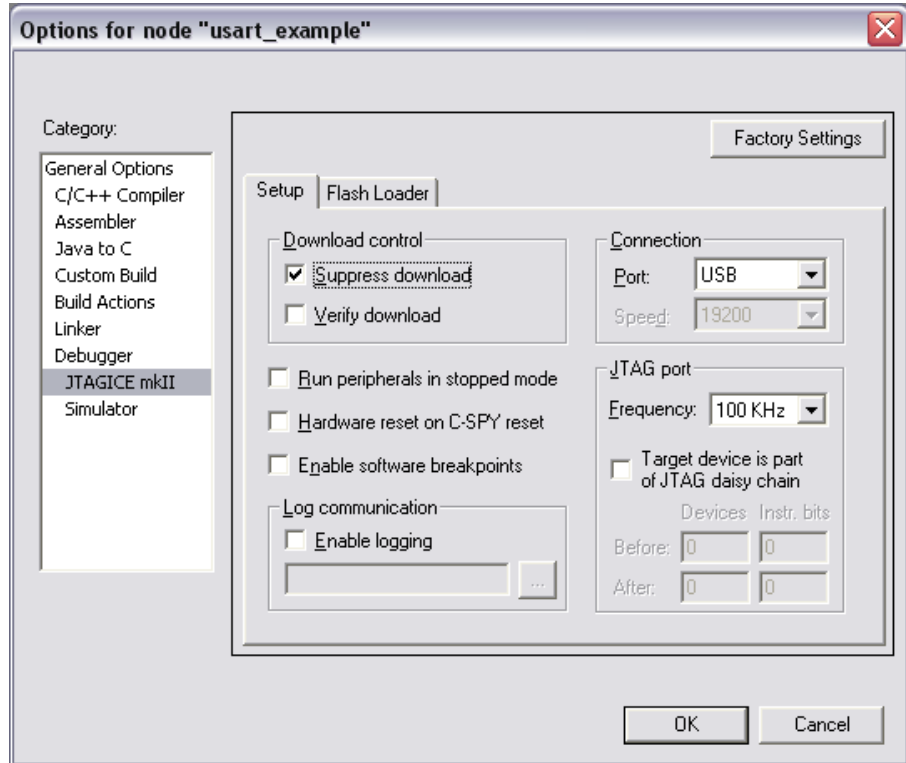 Options for node "usart_example"
Category:
Factory Settings
General Options
C/C++ Compiler
Assembler
Java to C
Custom Build
Build Actions
Linker
Debugger
JTAGICE mkII
Simulator
Setup
Flash Loader
Download control
Suppress download
Verify download
Run peripherals in stopped mode
Hardware reset on C-SPY reset
Enable software breakpoints
Log communication
Enable logging
...
Connection
Port: USB
Speed: 19200
JTAG port
Frequency: 100 KHz
Target device is part
of JTAG daisy chain
Devices Instr. bits
Before: 0 0
After: 0 0
OK
Cancel